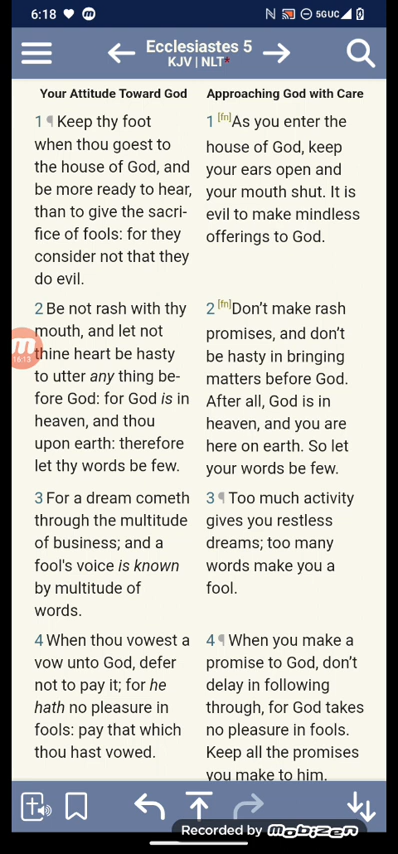 6:18
5GUC
Ecclesiastes 5
KJV | NLT*
Your Attitude Toward God
1 ¶ Keep thy foot
when thou goest to
the house of God, and
be more ready to hear,
than to give the sacri-
fice of fools: for they
consider not that they
do evil.
2 Be not rash with thy
mouth, and let not
thine heart be hasty
to utter any thing be-
fore God: for God is in
heaven, and thou
upon earth: therefore
let thy words be few.
3 For a dream cometh
through the multitude
of business; and a
fool's voice is known
by multitude of
words.
4 When thou vowest a
vow unto God, defer
not to pay it; for he
hath no pleasure in
fools: pay that which
thou hast vowed.
Approaching God with Care
1 [fn]As you enter the
house of God, keep
your ears open and
your mouth shut. It is
evil to make mindless
offerings to God.
2 [fn]Don’t make rash
promises, and don’t
be hasty in bringing
matters before God.
After all, God is in
heaven, and you are
here on earth. So let
your words be few.
3 ¶ Too much activity
gives you restless
dreams; too many
words make you a
fool.
4 ¶ When you make a
promise to God, don’t
delay in following
through, for God takes
no pleasure in fools.
Keep all the promises
you make to him.
16:13
Recorded by mobizen